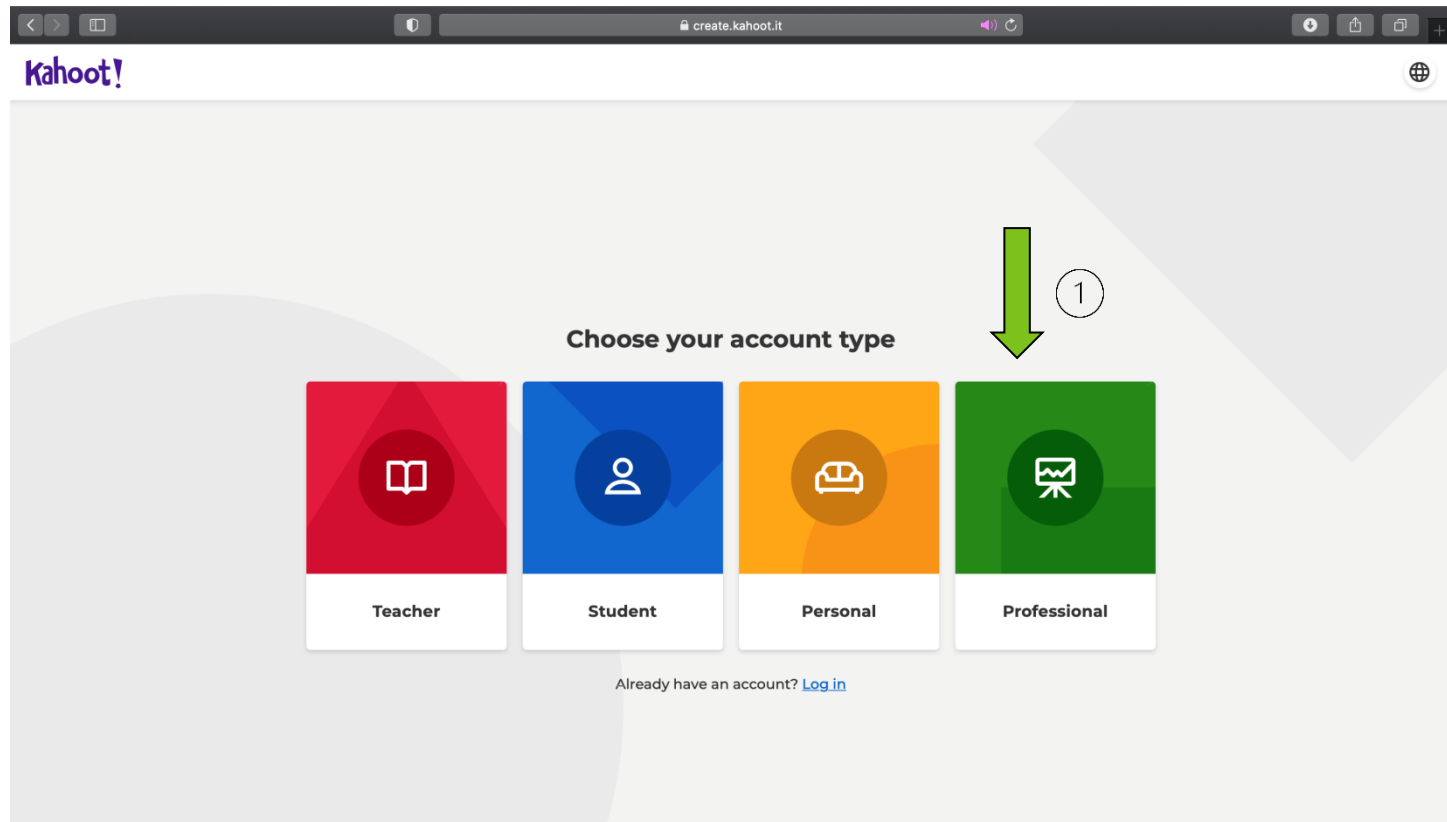 create.kahoot.it
Kahoot!
1
Choose your account type
Teacher
Student
Personal
Professional
Already have an account? Log in